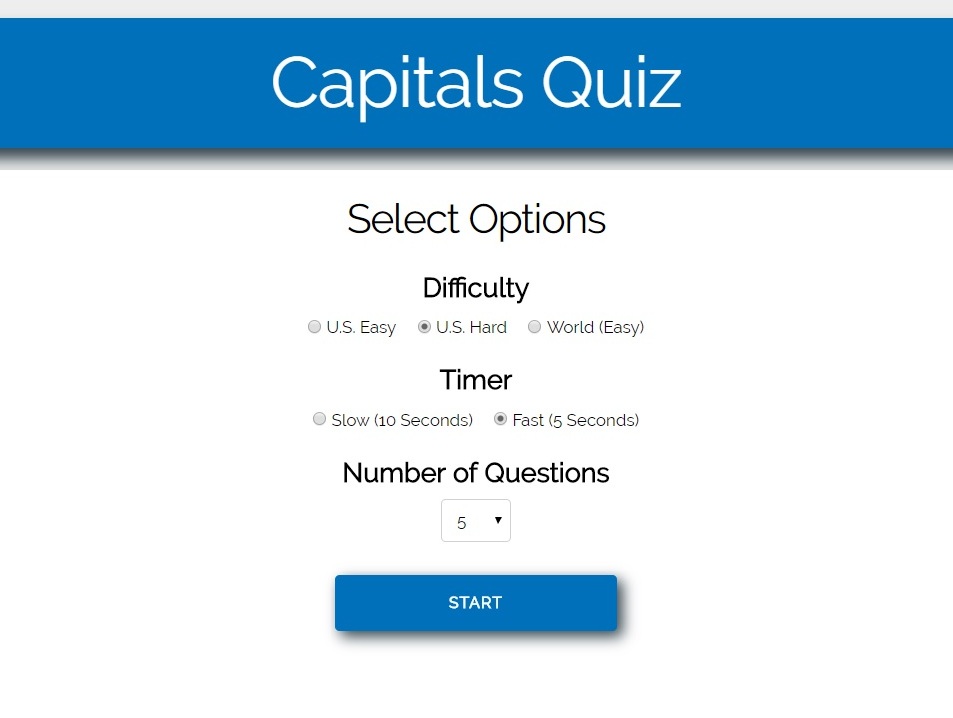 Capitals Quiz
Select Options
Difficulty
U.S. Easy U.S. Hard World (Easy)
Timer
Slow (10 Seconds) Fast (5 Seconds)
Number of Questions
5
START